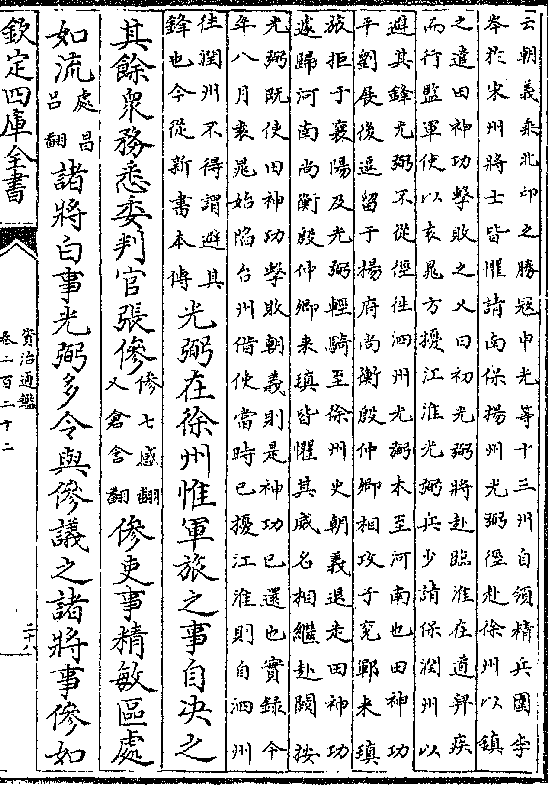 云朝義乘北邙之勝冦申光等十三州自領精兵圍李
岑於宋州將士皆懼請南保揚州光弼徑赴徐州以鎮
之遣田神功擊敗之又曰初光弼將赴臨淮在道舁疾
而行監軍使以袁晁方擾江淮光弼兵少請保潤州以
避其鋒光弼不從徑往泗州光弼本至河南也田神功
平劉展後逗留于楊府尚衡殷仲卿相攻于兖鄆来瑱
旅拒于襄陽及光弼輕騎至徐州史朝義退走田神功
遽歸河南尚衡殷仲卿来瑱皆懼其威名相繼赴闕按
光弼既使田神功擊敗朝義則是神功已還也實録今
年八月袁晁始陷台州借使當時已擾江淮則自泗州
往潤州不得謂避其
鋒也今從新書本傳
光弼在徐州惟軍旅之事自决之
其餘衆務悉委判官張傪
傪七感翻
又倉含翻
傪吏事精敏區處
如流
處昌
吕翻
諸將白事光弼多令與傪議之諸將事傪如
欽定四庫全書
資治通鑑
卷二百二十二
二十八